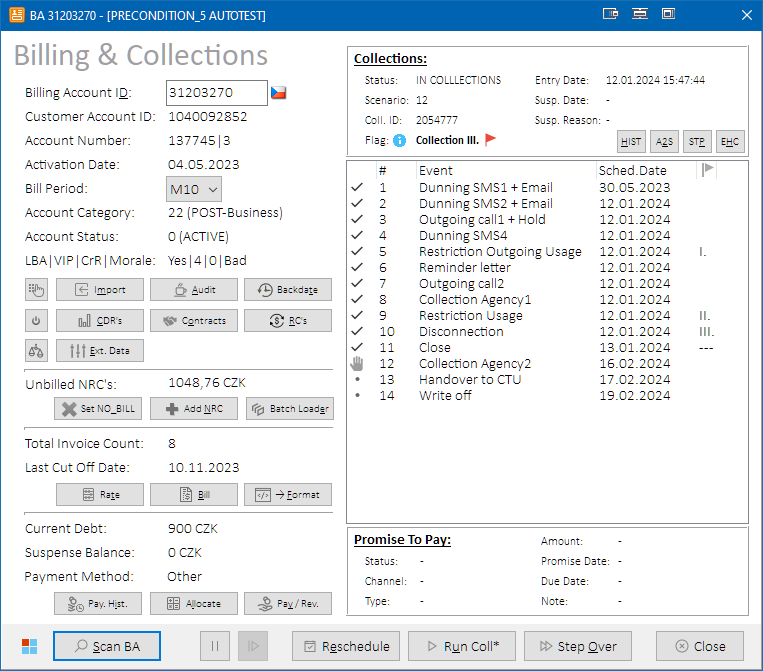 BA 31203270 - [PRECONDITION_5 AUTOTEST]
Billing & Collections
Billing Account ID: 31203270
Customer Account ID: 1040092852
Account Number: 137745|3
Activation Date: 04.05.2023
Bill Period: M10
Account Category: 22 (POST-Business)
Account Status: 0 (ACTIVE)
LBA|VIP|CrR|Morale: Yes|4|0|Bad
Import Audit Backdate
CDR's Contracts RC's
Ext. Data
Unbilled NRC's: 1048,76 CZK
Set NO_BILL Add NRC Batch Loader
Total Invoice Count: 8
Last Cut Off Date: 10.11.2023
Rate Bill </> → Format
Current Debt: 900 CZK
Suspense Balance: 0 CZK
Payment Method: Other
Pay. Hist. Allocate Pay / Rev.
Collections:
Status: IN COLLLECTIONS Entry Date: 12.01.2024 15:47:44
Scenario: 12 Susp. Date: -
Coll. ID: 2054777 Susp. Reason: -
Flag: i Collection III. HIST A2S STP EHC
# Event Sched.Date
1 Dunning SMS1 + Email 30.05.2023
2 Dunning SMS2 + Email 12.01.2024
3 Outgoing call1 + Hold 12.01.2024
4 Dunning SMS4 12.01.2024
5 Restriction Outgoing Usage 12.01.2024 I.
6 Reminder letter 12.01.2024
7 Outgoing call2 12.01.2024
8 Collection Agency1 12.01.2024
9 Restriction Usage 12.01.2024 II.
10 Disconnection 12.01.2024 III.
11 Close 13.01.2024 ---
12 Collection Agency2 16.02.2024
13 Handover to CTU 17.02.2024
14 Write off 19.02.2024
Promise To Pay: Amount: -
Status: - Promise Date: -
Channel: - Due Date: -
Type: - Note: -
Scan BA Reschedule Run Coll* Step Over Close